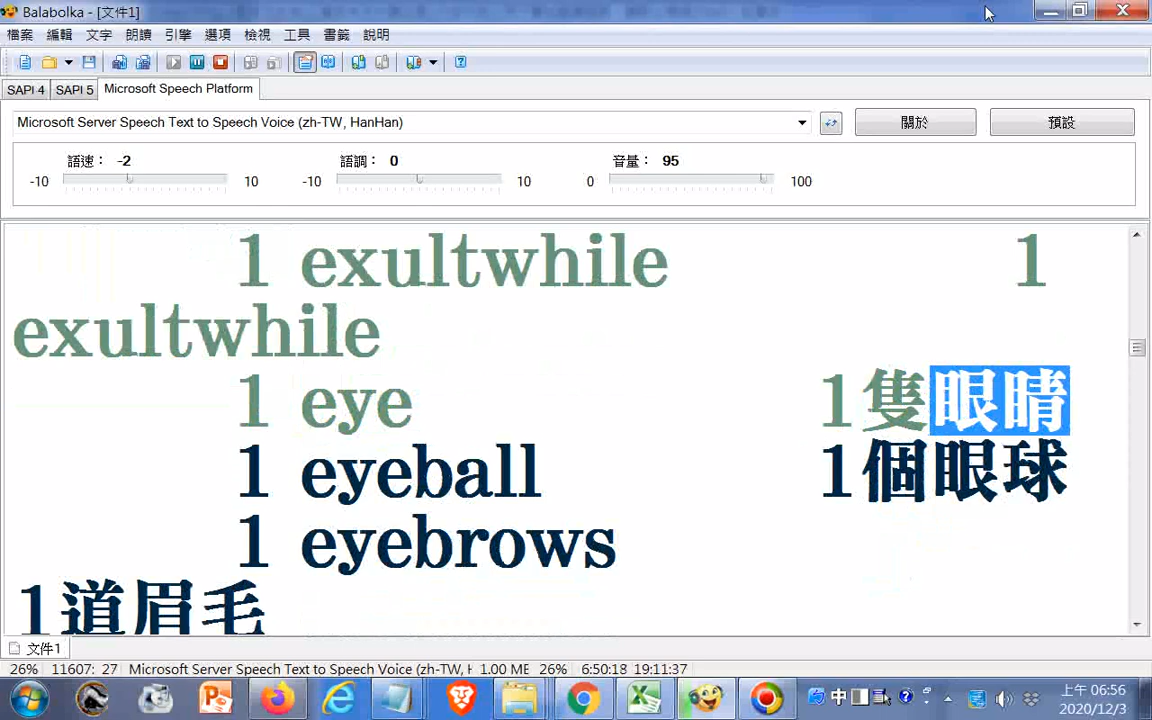 Balabolka - [文件1]
檔案 編輯 文字 朗讀 引擎 選項 檢視 工具 書籤 說明
SAPI 4 SAPI 5 Microsoft Speech Platform
Microsoft Server Speech Text to Speech Voice (zh-TW, HanHan) 關於 預設
語速： -2 語調： 0 音量： 95
-10 10 -10 10 0 100
1 exultwhile 1
exultwhile
1 eye 1隻眼睛
1 eyeball 1個眼球
1 eyebrows
1道眉毛
文件1
26% 11607: 27 Microsoft Server Speech Text to Speech Voice (zh-TW, H 1.00 ME 26% 6:50:18 19:11:37
中 上午 06:56
2020/12/3